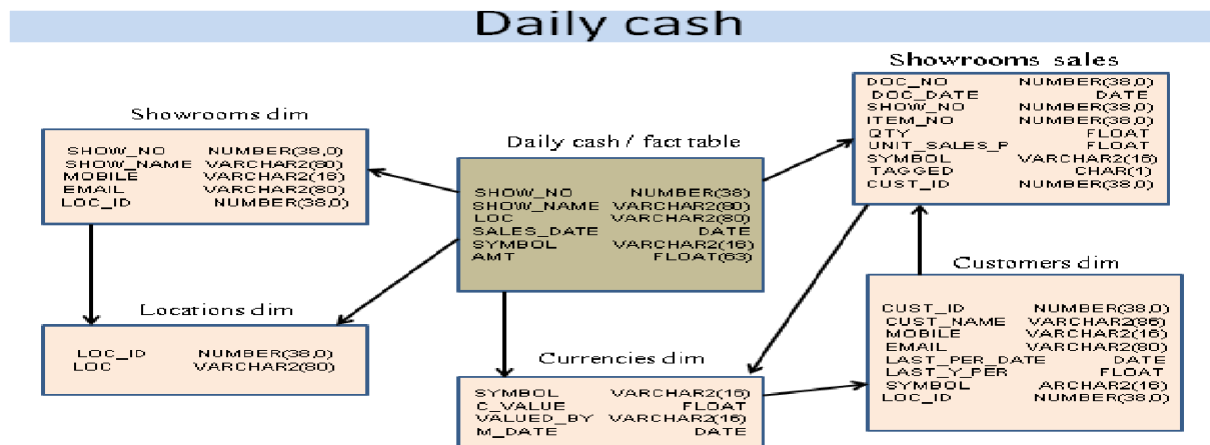 Daily cash
Showrooms dim
SHOW_NO NUMBER(38,0)
SHOW_NAME VARCHAR2(80)
MOBILE VARCHAR2(16)
EMAIL VARCHAR2(80)
LOC_ID NUMBER(38,0)
Locations dim
LOC_ID NUMBER(38,0)
LOC VARCHAR2(80)
Daily cash / fact table
SHOW_NO NUMBER(38)
SHOW_NAME VARCHAR2(80)
LOC VARCHAR2(80)
SALES_DATE DATE
SYMBOL VARCHAR2(16)
AMT FLOAT(63)
Currencies dim
SYMBOL VARCHAR2(16)
C_VALUE FLOAT
VALUED_BY VARCHAR2(16)
M_DATE DATE
Showrooms sales
DOC_NO NUMBER(38,0)
DOC_DATE DATE
SHOW_NO NUMBER(38,0)
ITEM_NO NUMBER(38,0)
QTY FLOAT
UNIT_SALES_P FLOAT
SYMBOL VARCHAR2(16)
TAGGED CHAR(1)
CUST_ID NUMBER(38,0)
Customers dim
CUST_ID NUMBER(38,0)
CUST_NAME VARCHAR2(86)
MOBILE VARCHAR2(16)
EMAIL VARCHAR2(80)
LAST_PER_DATE DATE
LAST_Y_PER FLOAT
SYMBOL ARCHAR2(16)
LOC_ID NUMBER(38,0)